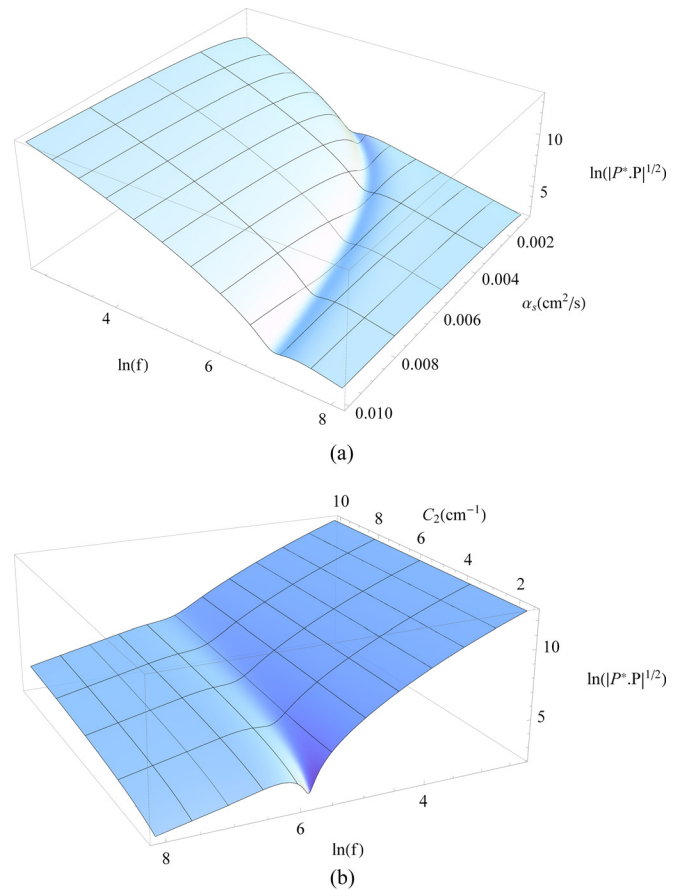 10
ln(|P*.P|^{1/2})
5
0.002
0.004
α_s(cm²/s)
4
0.006
ln(f)
6
0.008
8
0.010
(a)
10
C₂(cm⁻¹)
8
6
4
2
10
ln(|P*.P|^{1/2})
5
4
6
ln(f)
8
(b)